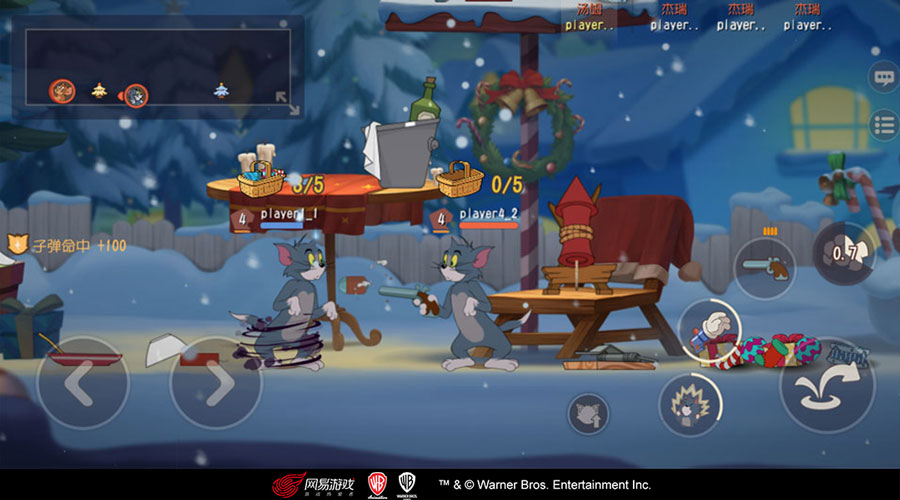 汤姆 杰瑞 杰瑞 杰瑞
player.. player.. player.. player..
3/5 0/5
4 player1_1 4 player4_2
子弹命中 +100
0.7
网易游戏
™ & © Warner Bros. Entertainment Inc.